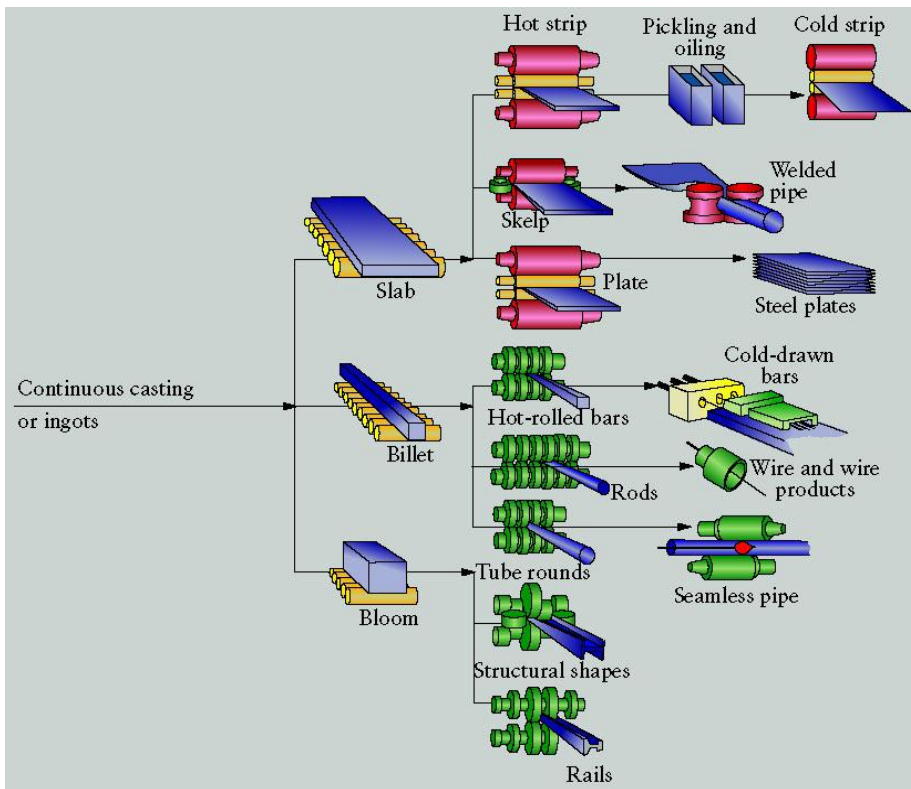 Hot strip
Pickling and
oiling
Cold strip
Skelp
Welded
pipe
Slab
Plate
Steel plates
Continuous casting
or ingots
Billet
Hot-rolled bars
Cold-drawn
bars
Rods
Wire and wire
products
Tube rounds
Seamless pipe
Bloom
Structural shapes
Rails